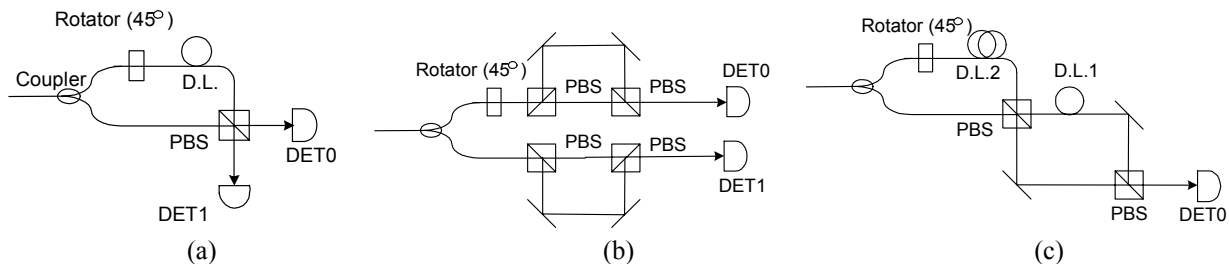 Rotator (45°)
D.L.
Coupler
PBS
DET0
DET1
(a)
Rotator (45°)
PBS
PBS
DET0
PBS
PBS
DET1
(b)
Rotator (45°)
D.L.2
D.L.1
PBS
PBS
DET0
(c)